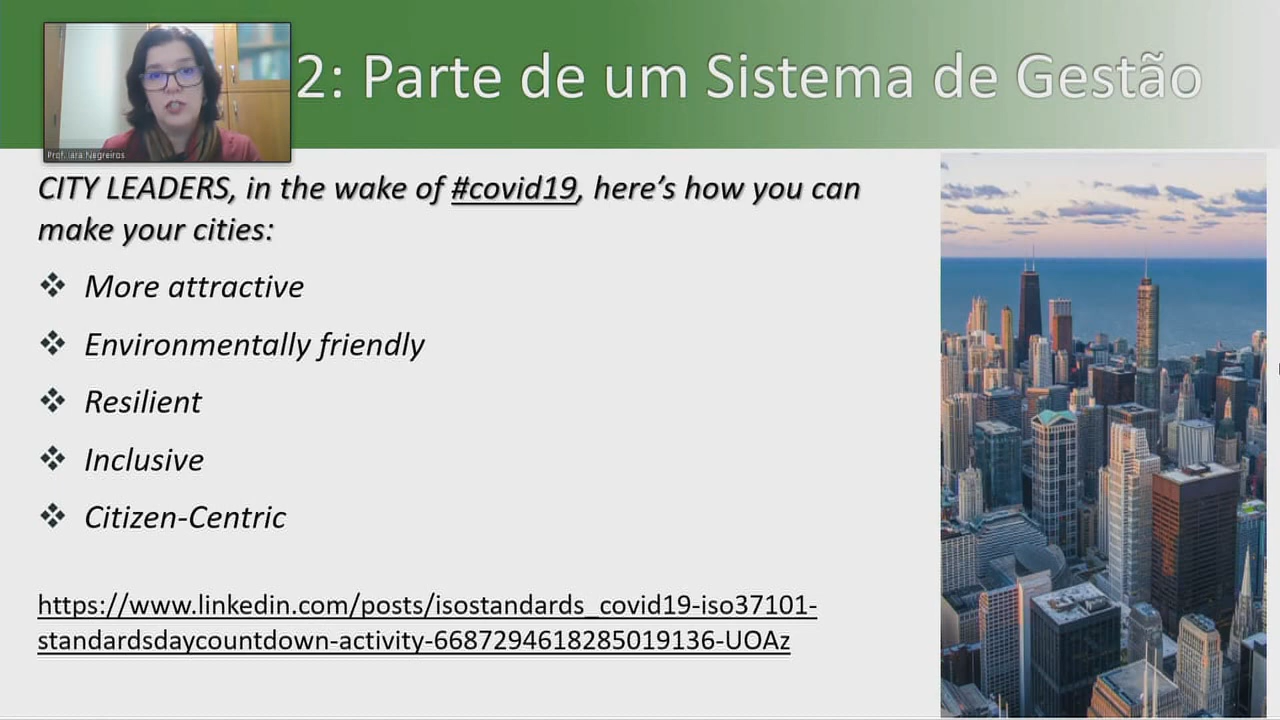 2: Parte de um Sistema de Gestão
Prof. Iara Negreiros
CITY LEADERS, in the wake of #covid19, here's how you can
make your cities:
❖ More attractive
❖ Environmentally friendly
❖ Resilient
❖ Inclusive
❖ Citizen-Centric
https://www.linkedin.com/posts/isostandards_covid19-iso37101-
standardsdaycountdown-activity-6687294618285019136-UOAz